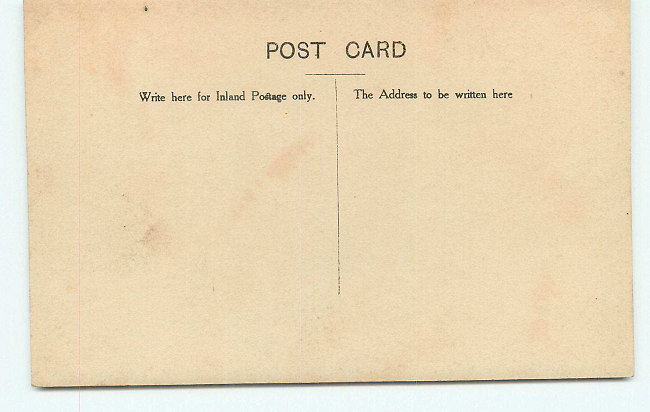 POST CARD
Write here for Inland Postage only.
The Address to be written here